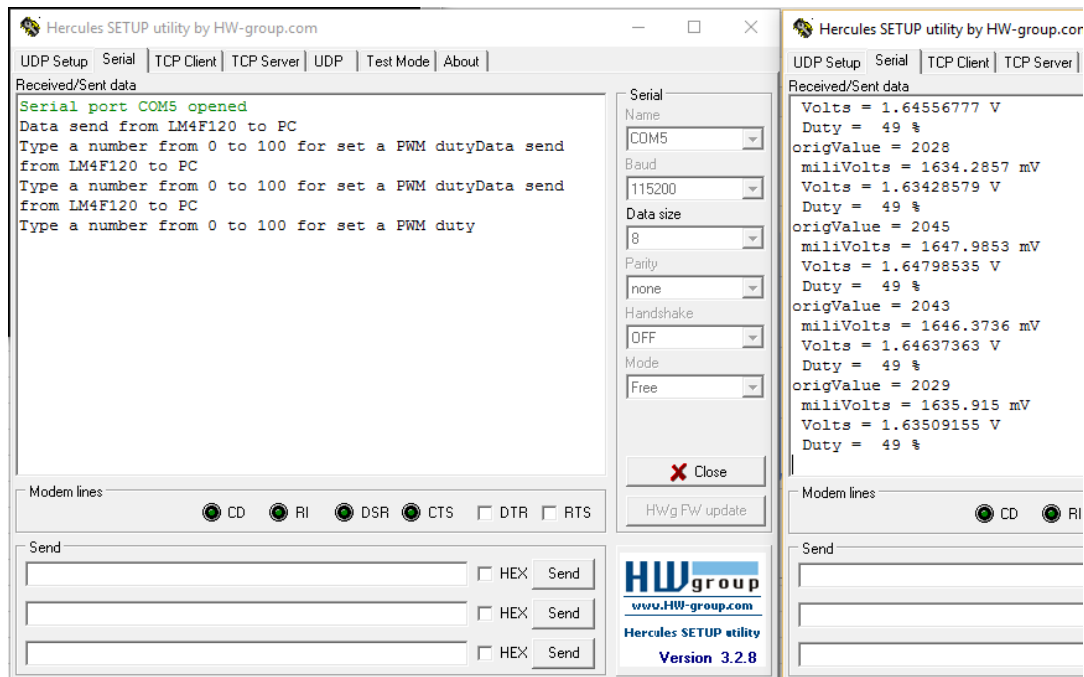 Hercules SETUP utility by HW-group.com
UDP Setup Serial TCP Client TCP Server UDP Test Mode About
Received/Sent data
Serial port COM5 opened
Data send from LM4F120 to PC
Type a number from 0 to 100 for set a PWM dutyData send
from LM4F120 to PC
Type a number from 0 to 100 for set a PWM dutyData send
from LM4F120 to PC
Type a number from 0 to 100 for set a PWM duty
Serial
Name
COM5
Baud
115200
Data size
8
Parity
none
Handshake
OFF
Mode
Free
Close
HWg FW update
Modem lines
CD RI DSR CTS DTR RTS
Send
HEX Send
HEX Send
HEX Send
HW group
www.HW-group.com
Hercules SETUP utility
Version 3.2.8
Hercules SETUP utility by HW-group.com
UDP Setup Serial TCP Client TCP Server
Received/Sent data
Volts = 1.64556777 V
Duty = 49 %
origValue = 2028
miliVolts = 1634.2857 mV
Volts = 1.63428579 V
Duty = 49 %
origValue = 2045
miliVolts = 1647.9853 mV
Volts = 1.64798535 V
Duty = 49 %
origValue = 2043
miliVolts = 1646.3736 mV
Volts = 1.64637363 V
Duty = 49 %
origValue = 2029
miliVolts = 1635.915 mV
Volts = 1.63509155 V
Duty = 49 %
Modem lines
CD RI
Send